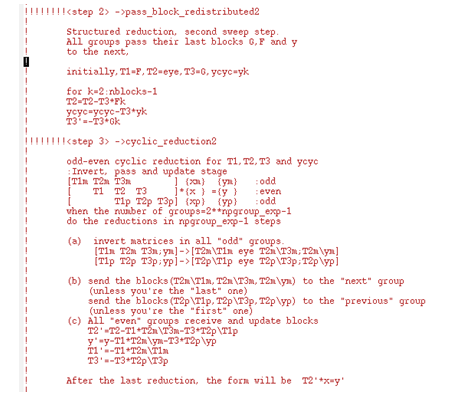 !!!!!!!!<step 2> ->pass_block_redistributed2
! Structured reduction, second sweep step.
! All groups pass their last blocks G,F and y
! to the next,
!
! initially,T1=F,T2=eye,T3=G,ycyc=yk
!
! for k=2:nblocks-1
! T2=T2-T3*Fk
! ycyc=ycyc-T3*yk
! T3'=-T3*Gk
!
!!!!!!!!<step 3> ->cyclic_reduction2
!
! odd-even cyclic reduction for T1,T2,T3 and ycyc
! :Invert, pass and update stage
! [T1m T2m T3m ] {xm} {ym} :odd
! [ T1 T2 T3 ]*{x } ={y } :even
! [ T1p T2p T3p] {xp} {yp} :odd
! when the number of groups=2**npgroup_exp-1
! do the reductions in npgroup_exp-1 steps
!
! (a) invert matrices in all "odd" groups.
! [T1m T2m T3m;ym]->[T2m\T1m eye T2m\T3m;T2m\ym]
! [T1p T2p T3p;yp]->[T2p\T1p eye T2p\T3p;T2p\yp]
!
! (b) send the blocks(T2m\T1m,T2m\T3m,T2m\ym) to the "next" group
! (unless you're the "last" one)
! send the blocks(T2p\T1p,T2p\T3p,T2p\yp) to the "previous" group
! (unless you're the "first" one)
! (c) All "even" groups receive and update blocks
! T2'=T2-T1*T2m\T3m-T3*T2p\T1p
! y'=y-T1*T2m\ym-T3*T2p\yp
! T1'=-T1*T2m\T1m
! T3'=-T3*T2p\T3p
!
! After the last reduction, the form will be T2'*x=y'
!